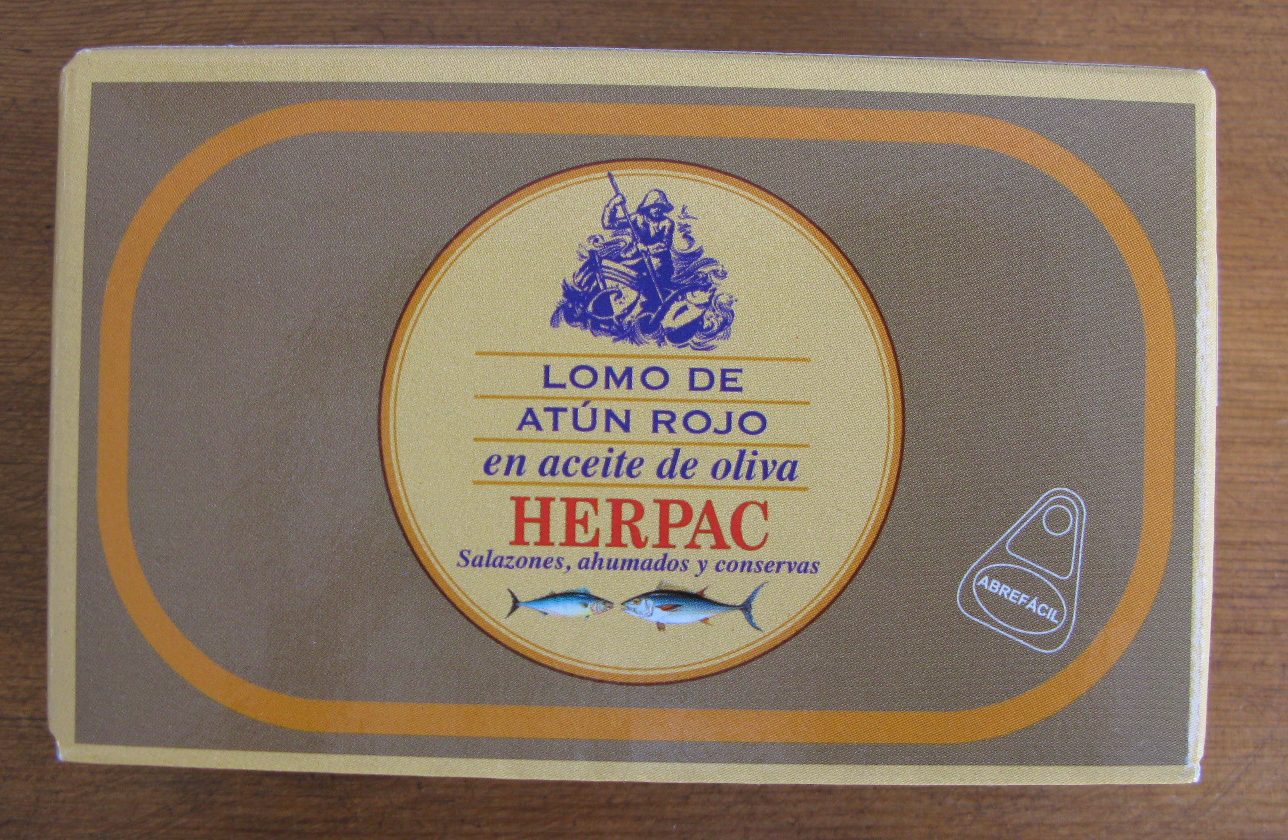 LOMO DE
ATÚN ROJO
en aceite de oliva
HERPAC
Salazones, ahumados y conservas
ABREFÁCIL